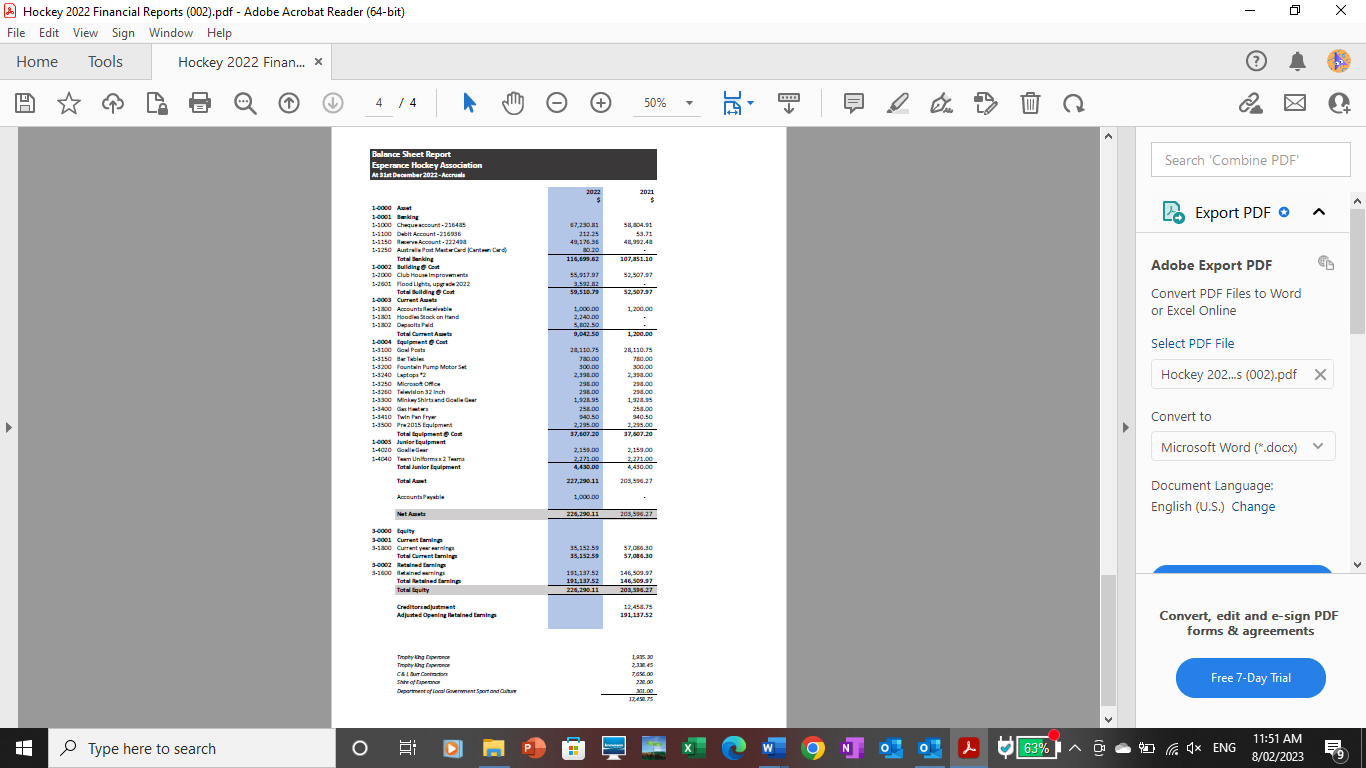 Hockey 2022 Financial Reports (002).pdf - Adobe Acrobat Reader (64-bit)
File Edit View Sign Window Help
Home Tools Hockey 2022 Finan... ×
4 / 4 50%
Search 'Combine PDF'
Export PDF
Adobe Export PDF
Convert PDF Files to Word
or Excel Online
Select PDF File
Hockey 202...s (002).pdf
Convert to
Microsoft Word (*.docx)
Document Language:
English (U.S.) Change
Convert, edit and e-sign PDF
forms & agreements
Free 7-Day Trial
Balance Sheet Report
Esperance Hockey Association
At 31st December 2022 - Accruals
2022 2021
$ $
1-0000 Asset
1-0001 Banking
1-1000 Cheque account - 216485 67,230.81 58,804.91
1-1100 Debit Account - 216936 212.25 53.71
1-1150 Reserve Account - 222498 49,176.36 48,992.48
1-1250 Australia Post MasterCard (Canteen Card) 80.20 -
Total Banking 116,699.62 107,851.10
1-0002 Building @ Cost
1-2000 Club House Improvements 55,917.97 52,507.97
1-2601 Flood Lights, upgrade 2022 3,592.82 -
Total Building @ Cost 59,510.79 52,507.97
1-0003 Current Assets
1-1800 Accounts Receivable 1,000.00 1,200.00
1-1801 Hoodies Stock on Hand 2,240.00 -
1-1802 Depsoits Paid 5,802.50 -
Total Current Assets 9,042.50 1,200.00
1-0004 Equipment @ Cost
1-3100 Goal Posts 28,110.75 28,110.75
1-3150 Bar Tables 780.00 780.00
1-3200 Fountain Pump Motor Set 300.00 300.00
1-3240 Laptops *2 2,398.00 2,398.00
1-3250 Microsoft Office 298.00 298.00
1-3260 Television 32 Inch 298.00 298.00
1-3300 Minkey Shirts and Goalie Gear 1,928.95 1,928.95
1-3400 Gas Heaters 258.00 258.00
1-3410 Twin Pan Fryer 940.50 940.50
1-3500 Pre 2015 Equipment 2,295.00 2,295.00
Total Equipment @ Cost 37,607.20 37,607.20
1-0005 Junior Equipment
1-4020 Goalie Gear 2,159.00 2,159.00
1-4040 Team Uniforms x 2 Teams 2,271.00 2,271.00
Total Junior Equipment 4,430.00 4,430.00
Total Asset 227,290.11 203,596.27
Accounts Payable 1,000.00 -
Net Assets 226,290.11 203,596.27
3-0000 Equity
3-0001 Current Earnings
3-1800 Current year earnings 35,152.59 57,086.30
Total Current Earnings 35,152.59 57,086.30
3-0002 Retained Earnings
3-1600 Retained earnings 191,137.52 146,509.97
Total Retained Earnings 191,137.52 146,509.97
Total Equity 226,290.11 203,596.27
Creditors adjustment 12,458.75
Adjusted Opening Retained Earnings 191,137.52
Trophy King Esperance 1,935.30
Trophy King Esperance 2,338.45
C & L Burr Contractors 7,656.00
Shire of Esperance 228.00
Department of Local Government Sport and Culture 301.00
12,458.75
Type here to search
63%
ENG
11:51 AM
8/02/2023
9